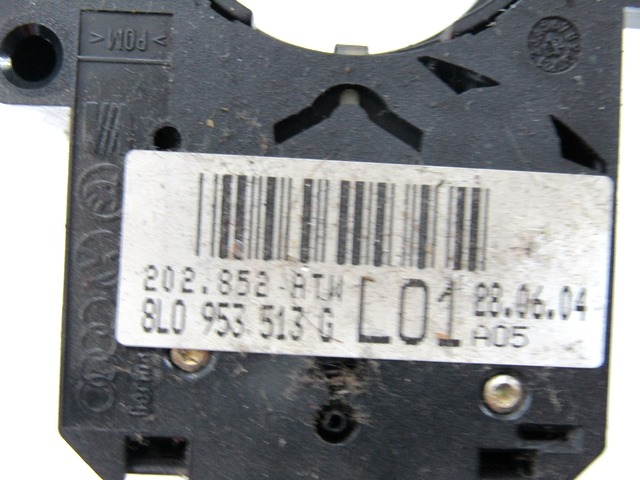 >POM<
202.852 ATW
8L0 953 513 G
L01
28.06.04
A05